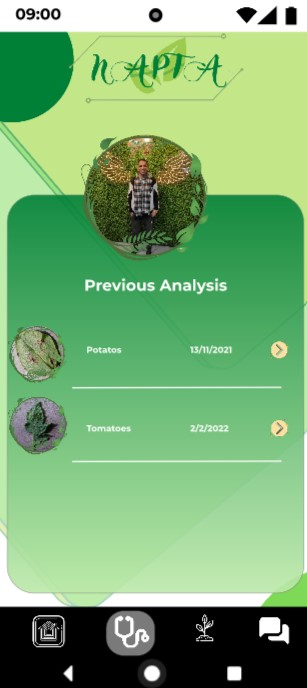 09:00
NAPTA
Previous Analysis
Potatos 13/11/2021
Tomatoes 2/2/2022